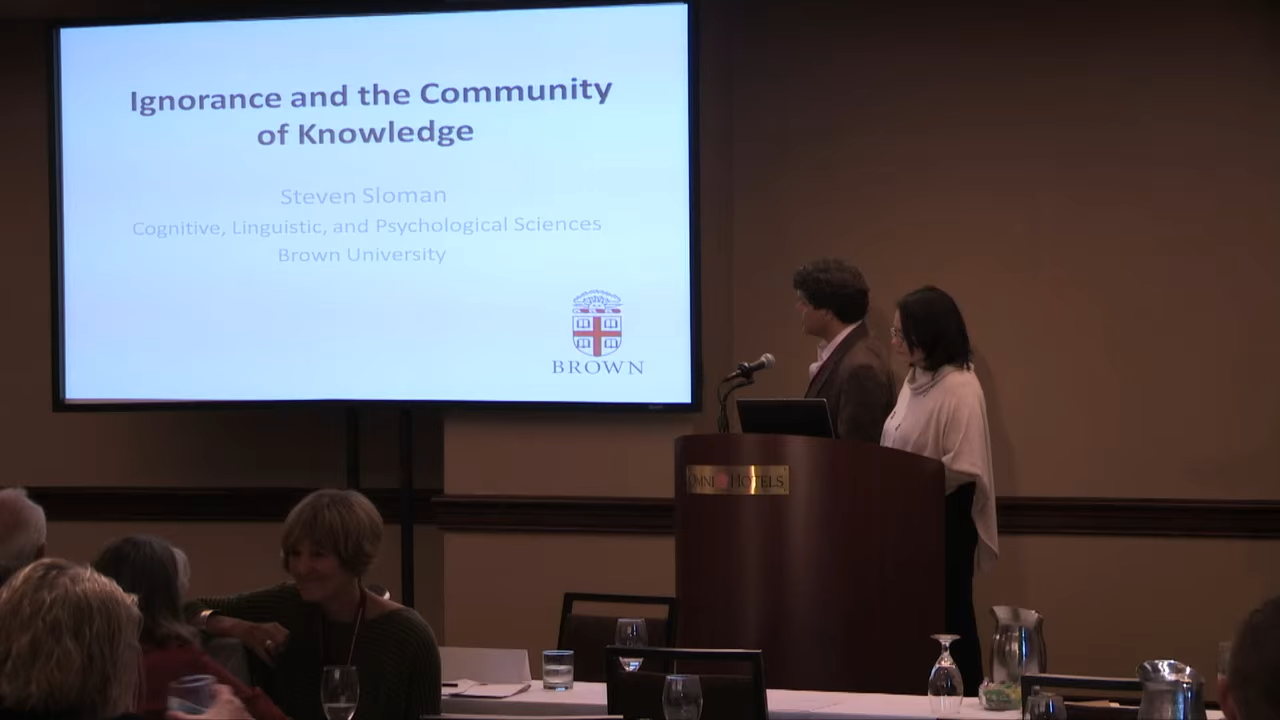 Ignorance and the Community
of Knowledge
Steven Sloman
Cognitive, Linguistic, and Psychological Sciences
Brown University
BROWN
OMNI HOTELS